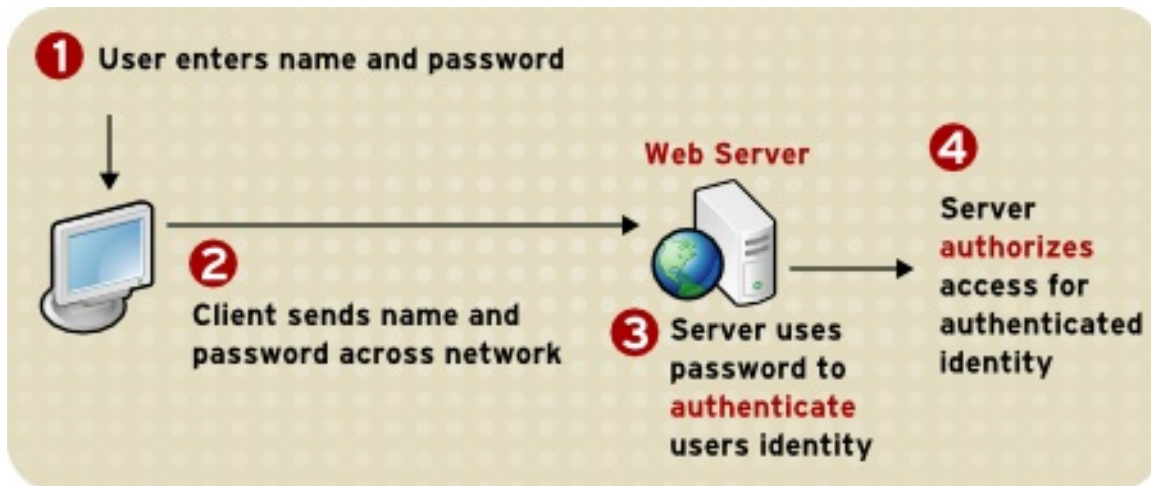 1 User enters name and password
2
Client sends name and
password across network
Web Server
3 Server uses
password to
authenticate
users identity
4
Server
authorizes
access for
authenticated
identity